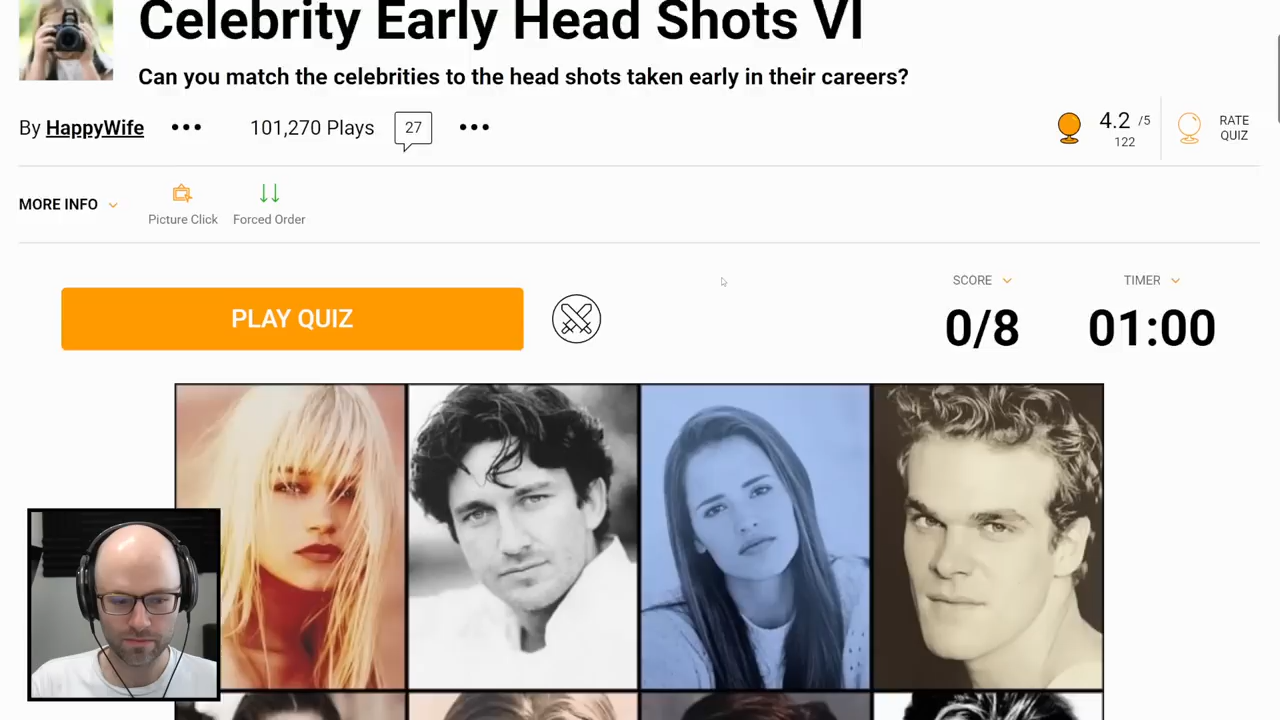 Celebrity Early Head Shots VI
Can you match the celebrities to the head shots taken early in their careers?
By HappyWife ••• 101,270 Plays 27 •••
4.2 /5
122
RATE
QUIZ
MORE INFO
Picture Click
Forced Order
PLAY QUIZ
SCORE
0/8
TIMER
01:00